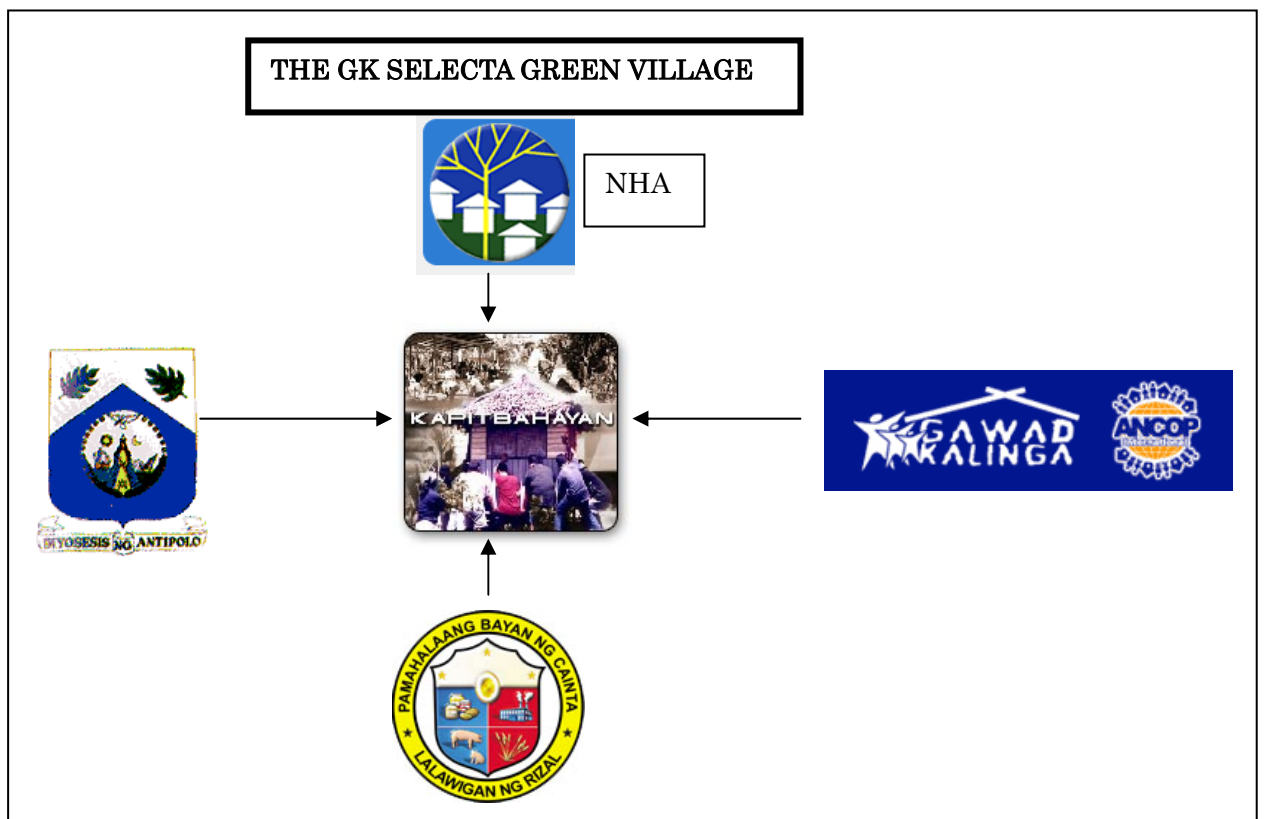 THE GK SELECTA GREEN VILLAGE
NHA
KAPITBAHAYAN
GAWAD
KALINGA
ANCOP
International
DIYOSESIS NG ANTIPOLO
PAMAHALAANG BAYAN NG CAINTA
LALAWIGAN NG RIZAL